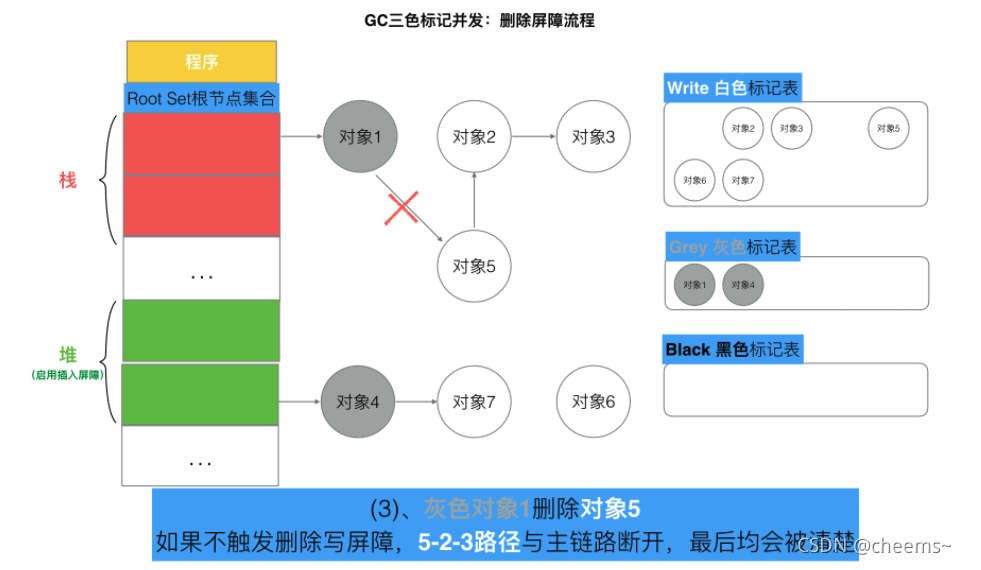 GC三色标记并发：删除屏障流程
程序
Root Set根节点集合
栈
...
堆
(启用插入屏障)
...
对象1
对象2
对象3
对象5
对象4
对象7
对象6
Write 白色标记表
对象2
对象3
对象5
对象6
对象7
Grey 灰色标记表
对象1
对象4
Black 黑色标记表
(3)、灰色对象1删除对象5
如果不触发删除写屏障，5-2-3路径与主链路断开，最后均会被清楚
CSDN @cheems~